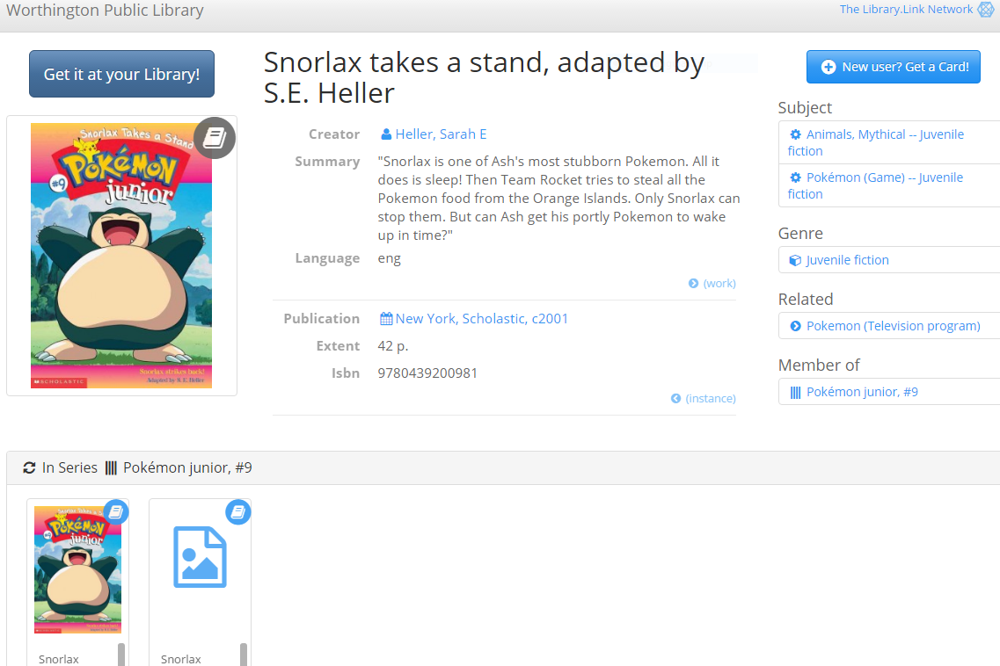 Worthington Public Library
The Library.Link Network
Get it at your Library!
Snorlax Takes a Stand
POKéMON
#9
junior
Snorlax strikes back!
Adapted by S. E. Heller
SCHOLASTIC
Snorlax takes a stand, adapted by
S.E. Heller
Creator
Heller, Sarah E
Summary
"Snorlax is one of Ash's most stubborn Pokemon. All it
does is sleep! Then Team Rocket tries to steal all the
Pokemon food from the Orange Islands. Only Snorlax can
stop them. But can Ash get his portly Pokemon to wake
up in time?"
Language
eng
(work)
Publication
New York, Scholastic, c2001
Extent
42 p.
Isbn
9780439200981
(instance)
New user? Get a Card!
Subject
Animals, Mythical -- Juvenile
fiction
Pokémon (Game) -- Juvenile
fiction
Genre
Juvenile fiction
Related
Pokemon (Television program)
Member of
Pokémon junior, #9
In Series
Pokémon junior, #9
POKéMON
#9
junior
Snorlax
Snorlax